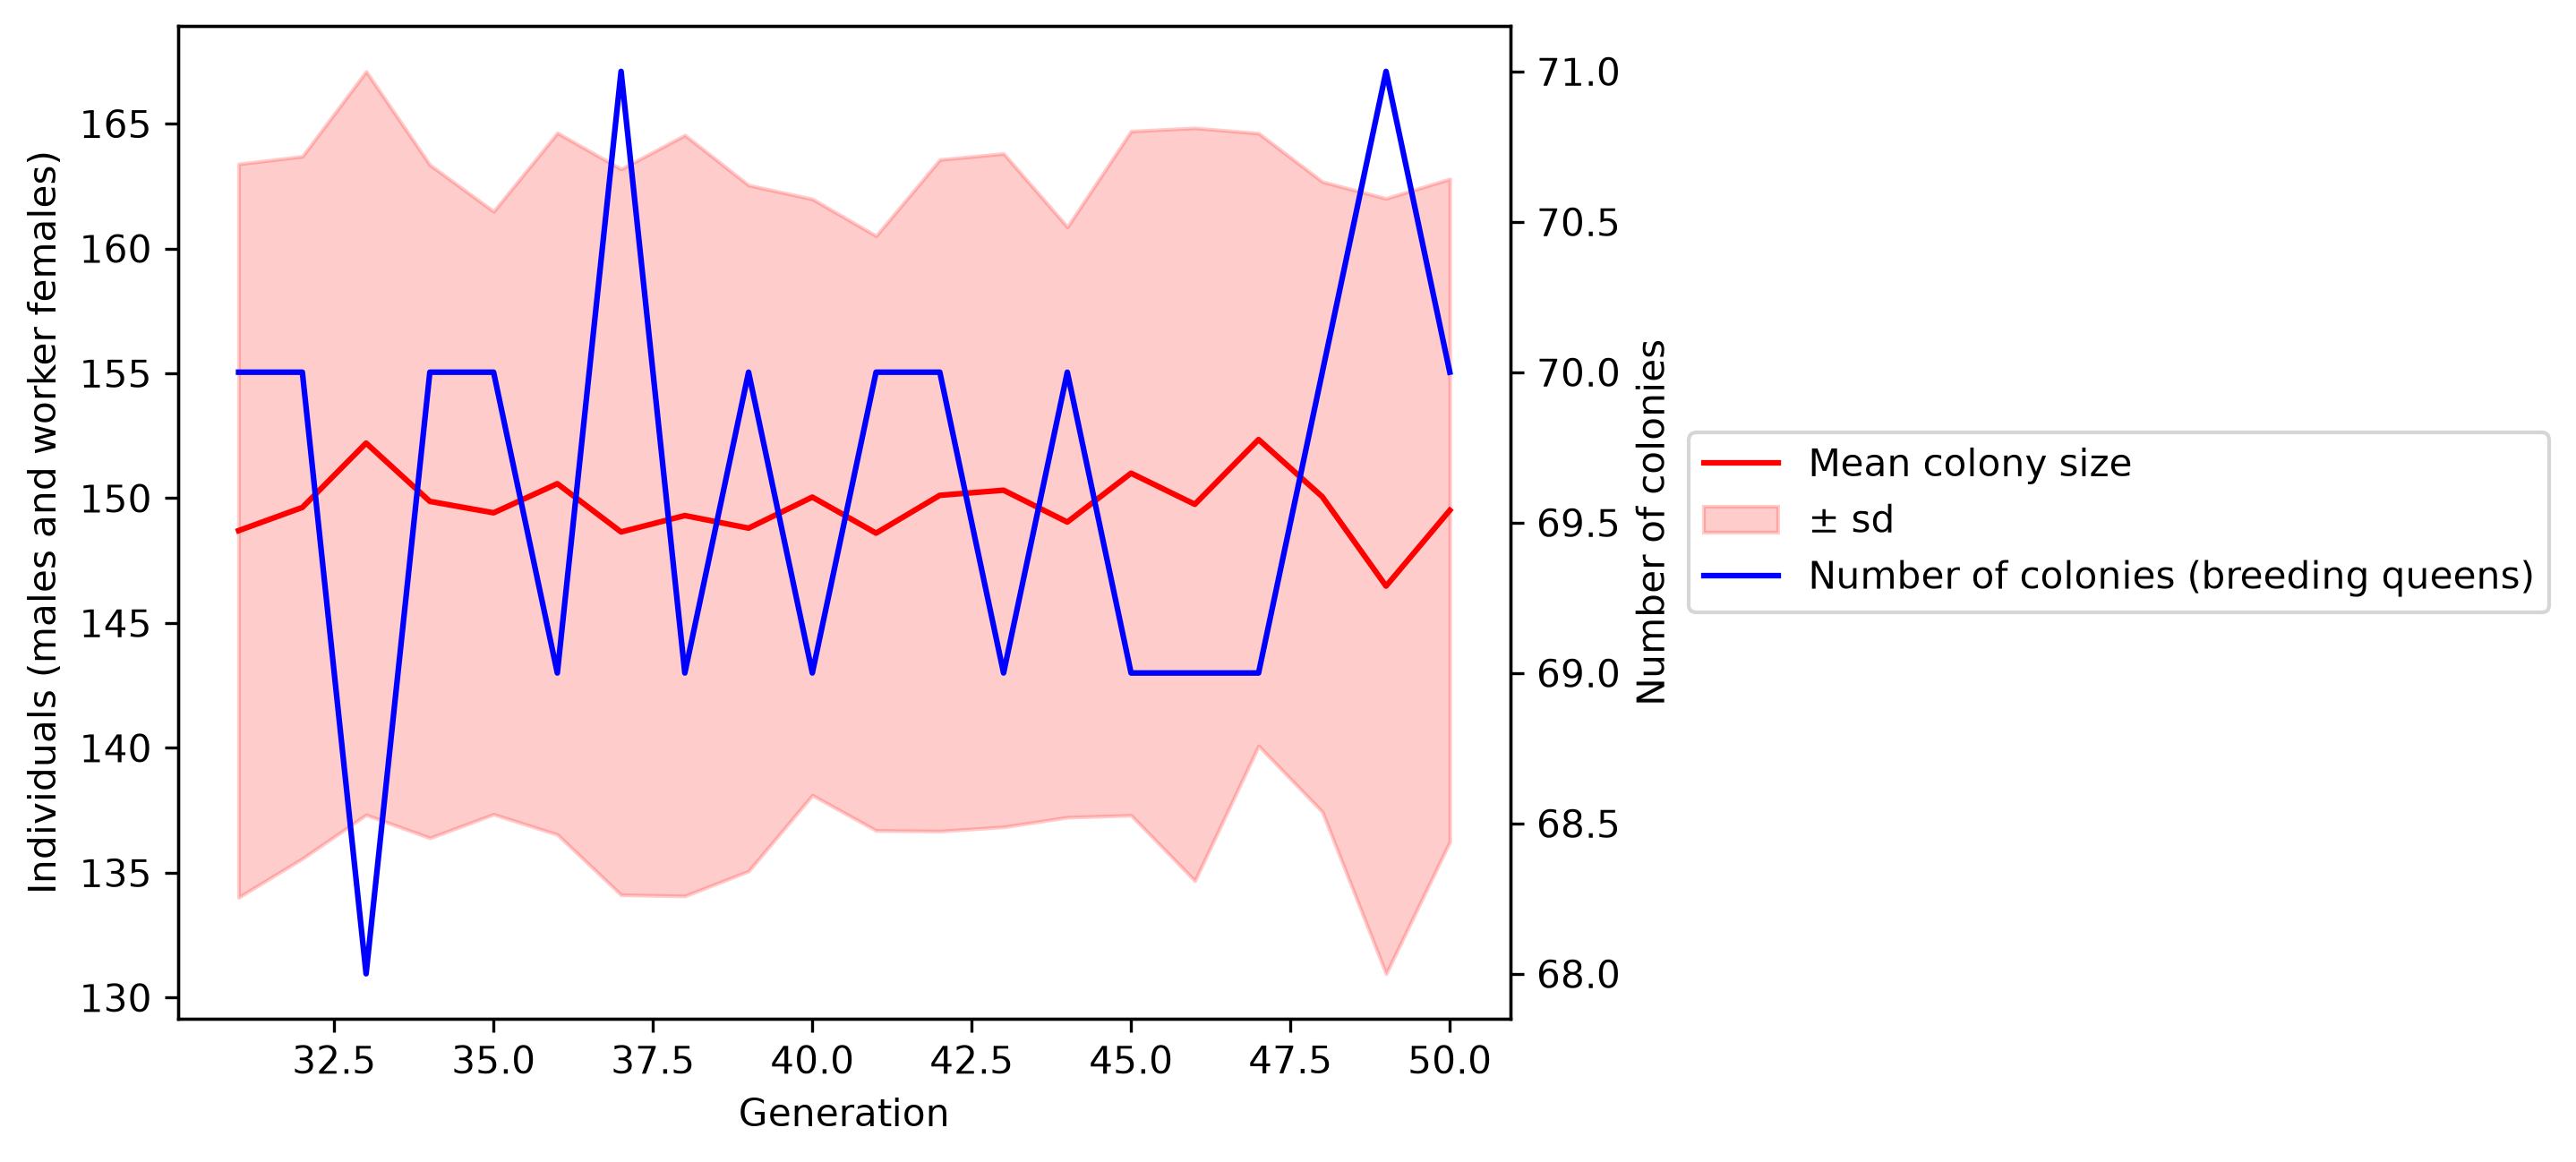 Individuals (males and worker females)
165
160
155
150
145
140
135
130
32.5 35.0 37.5 40.0 42.5 45.0 47.5 50.0
Generation
71.0
70.5
70.0
69.5
69.0
68.5
68.0
Number of colonies
Mean colony size
± sd
Number of colonies (breeding queens)